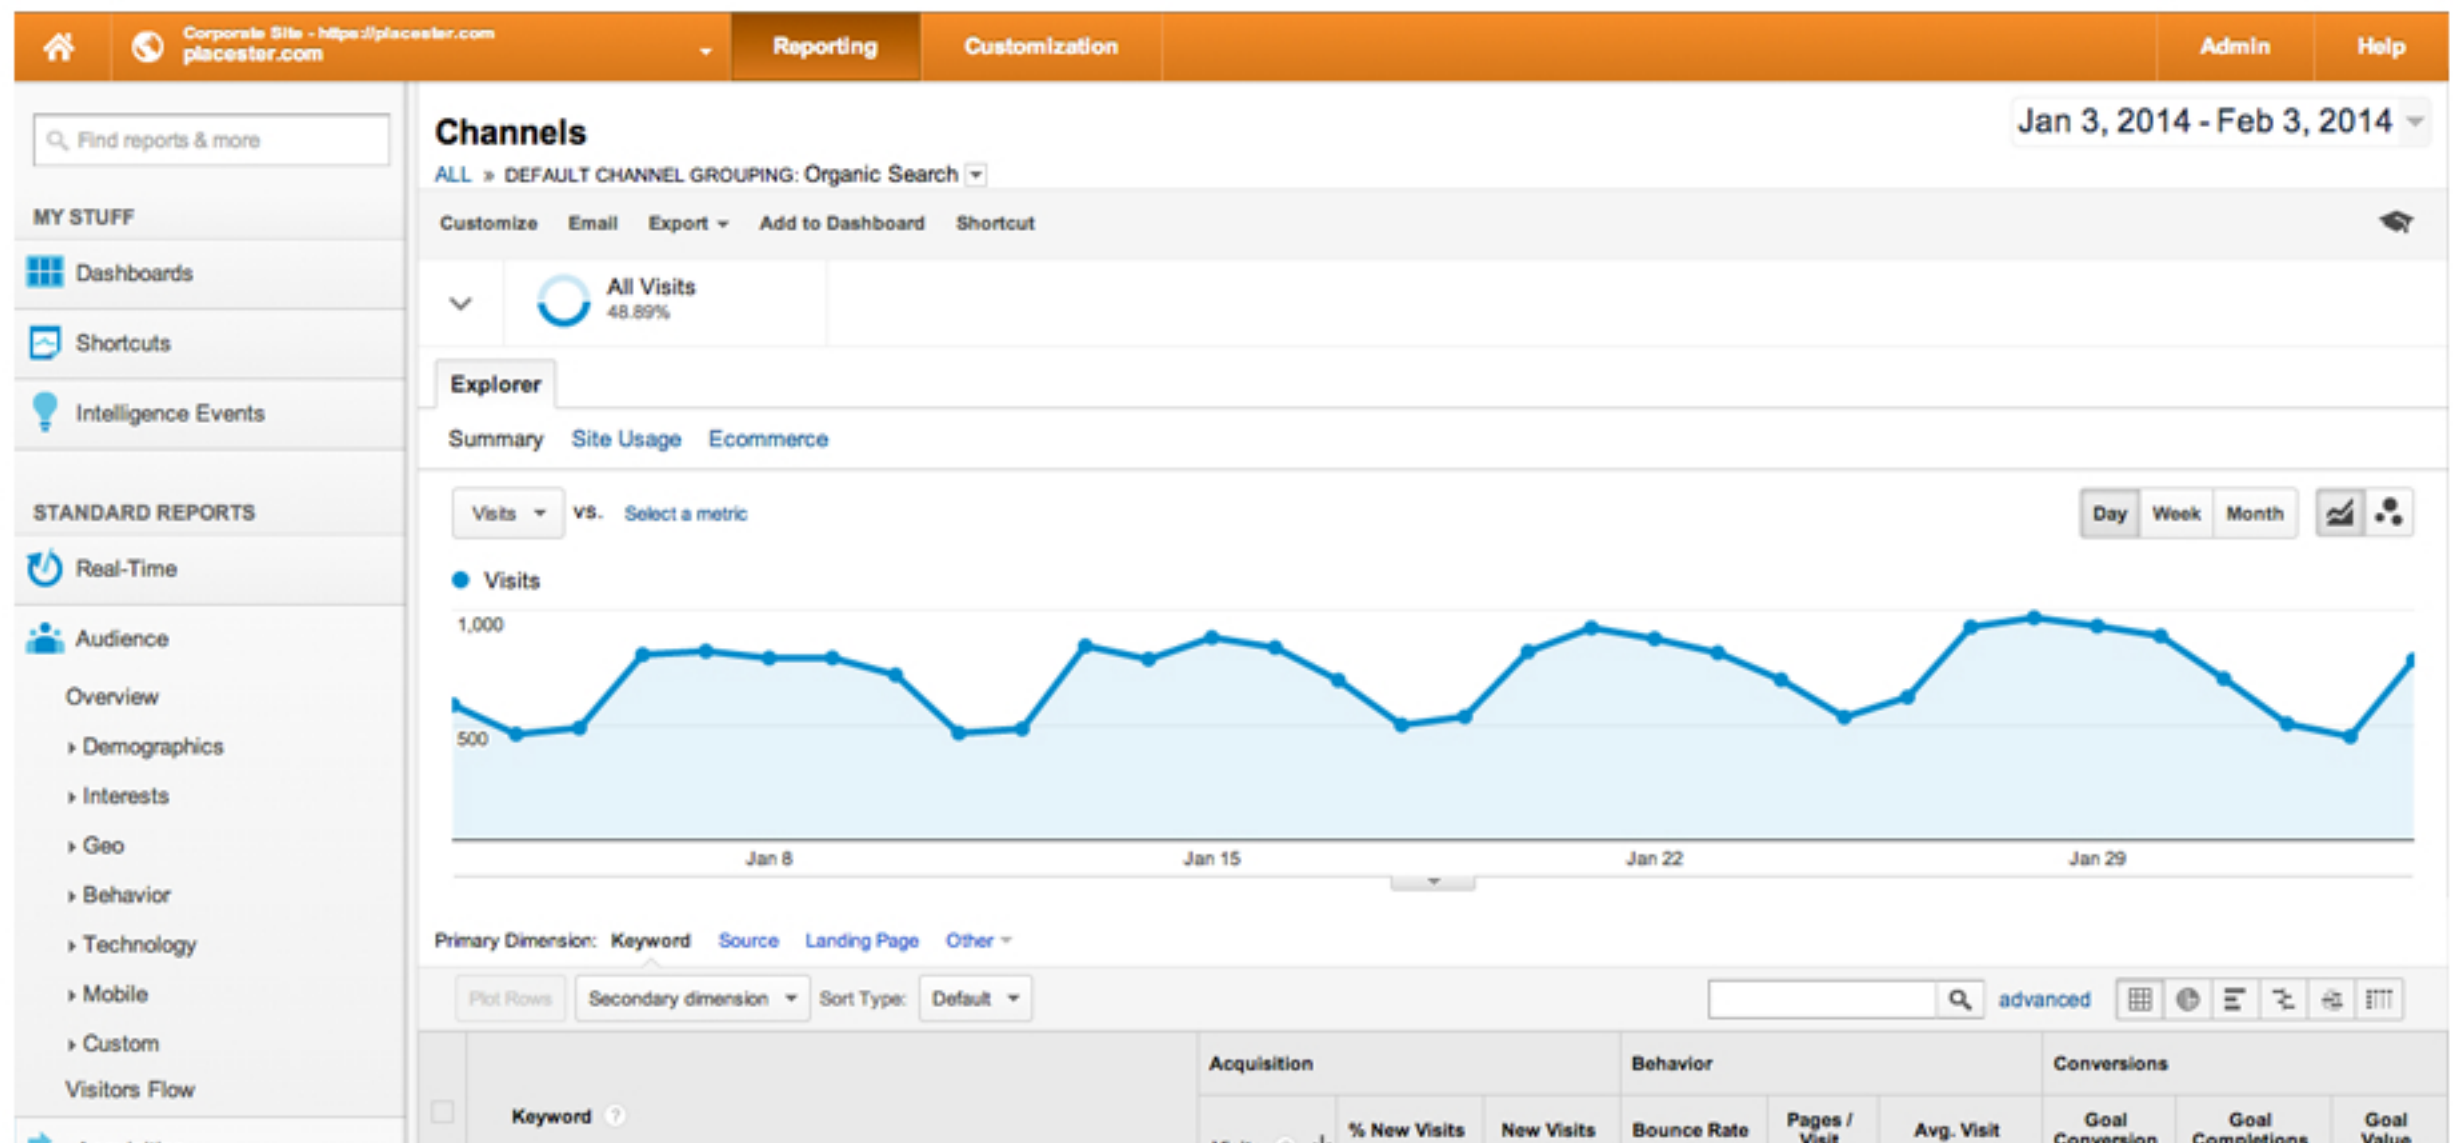 Corporate Site - https://placester.com
placester.com
Reporting
Customization
Admin
Help
Find reports & more
MY STUFF
Dashboards
Shortcuts
Intelligence Events
STANDARD REPORTS
Real-Time
Audience
Overview
Demographics
Interests
Geo
Behavior
Technology
Mobile
Custom
Visitors Flow
Channels
Jan 3, 2014 - Feb 3, 2014
ALL » DEFAULT CHANNEL GROUPING: Organic Search
Customize Email Export Add to Dashboard Shortcut
All Visits
48.89%
Explorer
Summary Site Usage Ecommerce
Visits VS. Select a metric
Day Week Month
Visits
1,000
500
Jan 8 Jan 15 Jan 22 Jan 29
Primary Dimension: Keyword Source Landing Page Other
Plot Rows Secondary dimension Sort Type: Default advanced
Acquisition Behavior Conversions
Keyword ?
% New Visits New Visits Bounce Rate Pages / Visit Avg. Visit Goal Conversion Goal Completions Goal Value